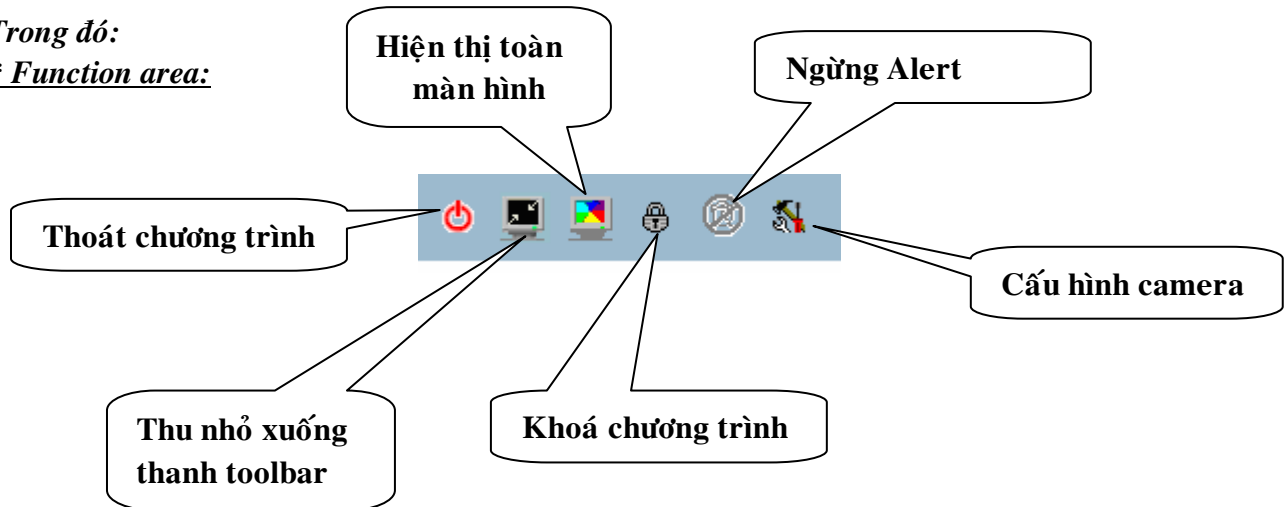 Trong đó:
* Function area:
Hiện thị toàn
màn hình
Ngừng Alert
Thoát chương trình
Cấu hình camera
Thu nhỏ xuống
thanh toolbar
Khoá chương trình